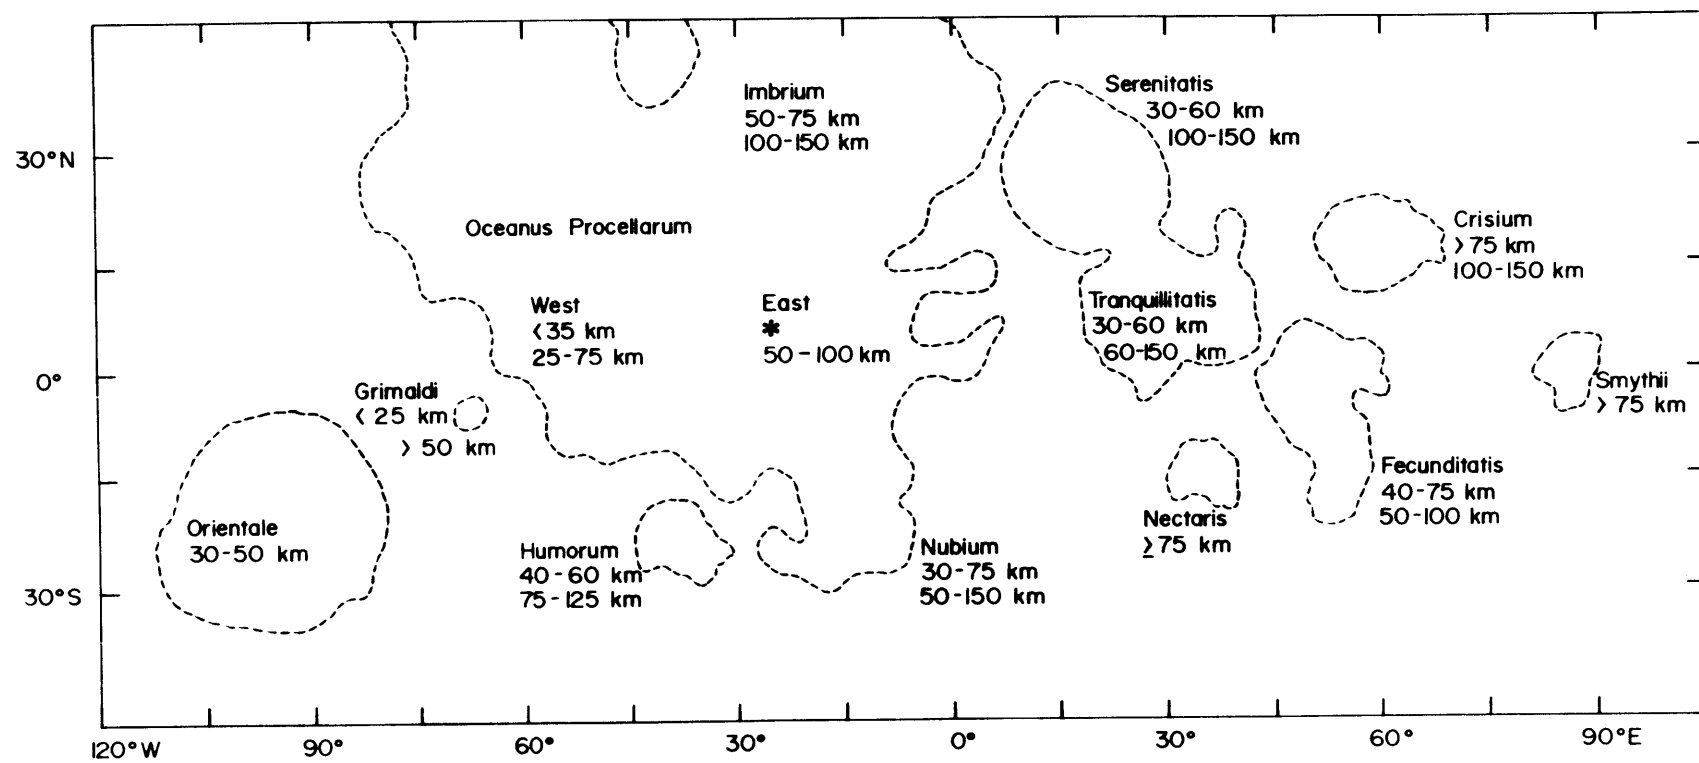 Imbrium
50-75 km
100-150 km
Serenitatis
30-60 km
100-150 km
30°N
Oceanus Procellarum
Crisium
>75 km
100-150 km
West
<35 km
25-75 km
East
*
50-100 km
Tranquillitatis
30-60 km
60-150 km
0°
Grimaldi
< 25 km
> 50 km
Smythii
> 75 km
Orientale
30-50 km
Humorum
40-60 km
75-125 km
Nubium
30-75 km
50-150 km
Nectaris
≥75 km
Fecunditatis
40-75 km
50-100 km
30°S
120°W 90° 60° 30° 0° 30° 60° 90°E